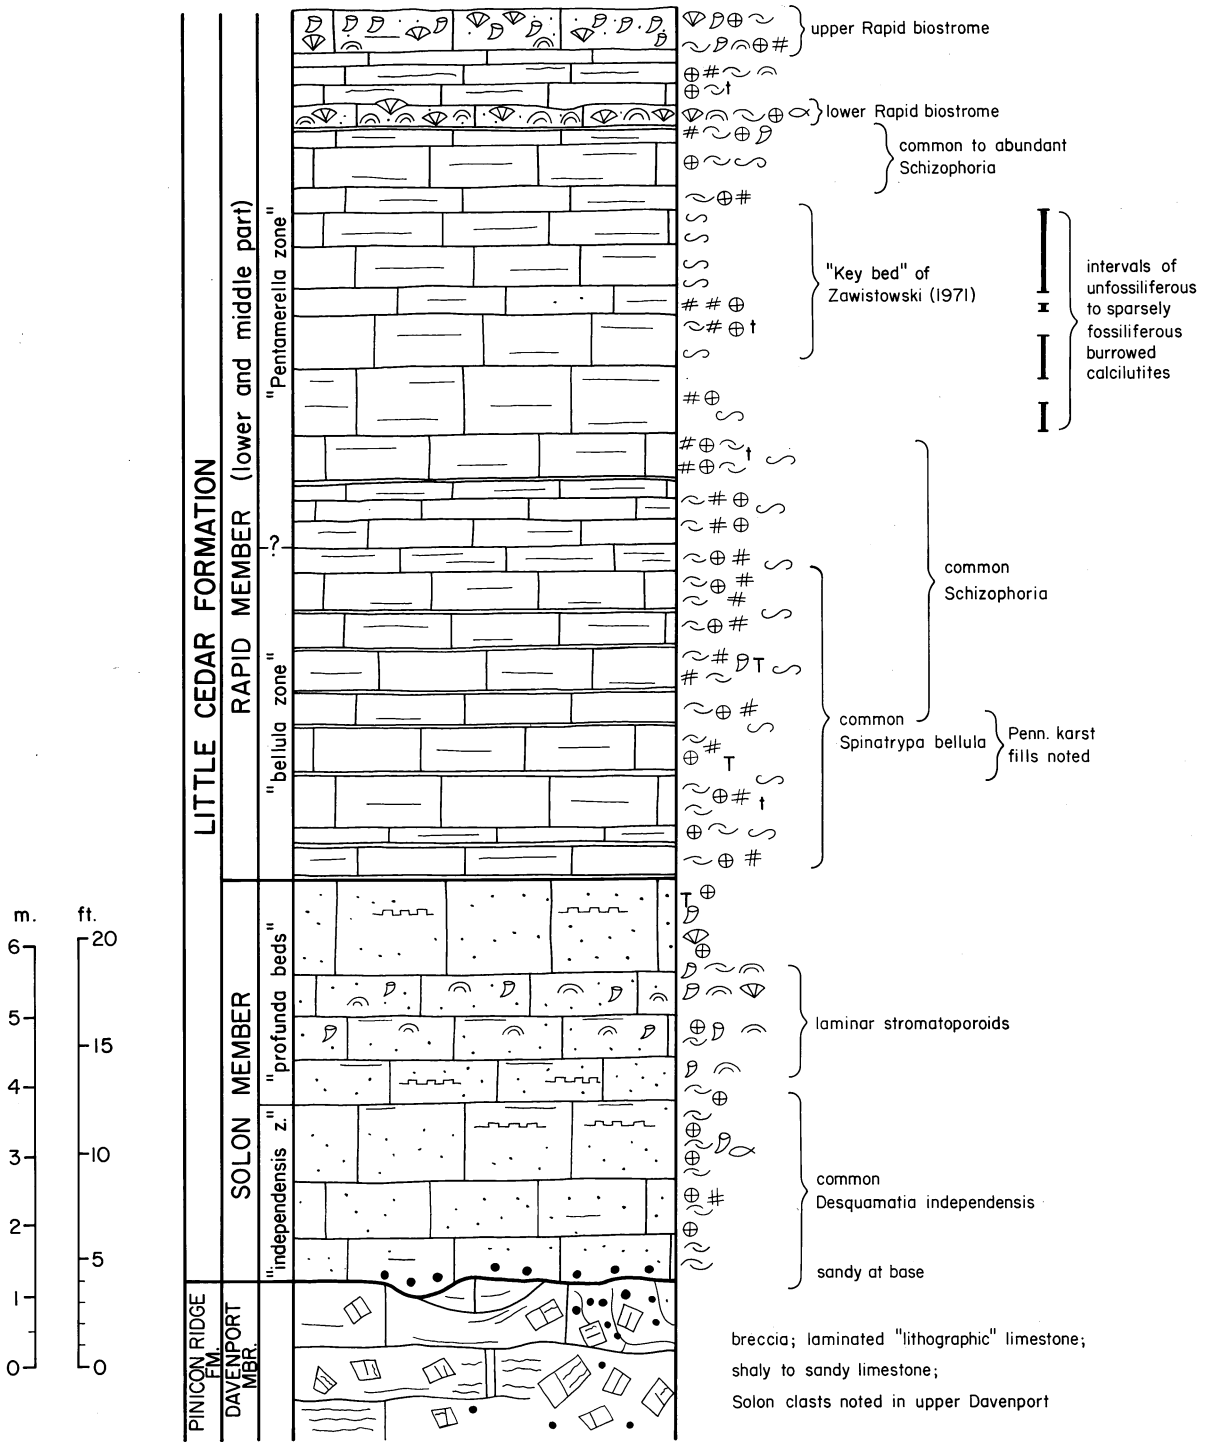 upper Rapid biostrome
lower Rapid biostrome
common to abundant
Schizophoria
"Key bed" of
Zawistowski (1971)
intervals of
unfossiliferous
to sparsely
fossiliferous
burrowed
calcilutites
common
Schizophoria
common
Spinatrypa bellula
Penn. karst
fills noted
laminar stromatoporoids
common
Desquamatia independensis
sandy at base
breccia; laminated "lithographic" limestone;
shaly to sandy limestone;
Solon clasts noted in upper Davenport
LITTLE CEDAR FORMATION
RAPID MEMBER (lower and middle part)
"Pentamerella zone"
-?-
"bellula zone"
SOLON MEMBER
"profunda beds"
"independensis z."
PINICON RIDGE
FM.
DAVENPORT
MBR.
m.
6
5
4
3
2
1
0
ft.
20
15
10
5
0